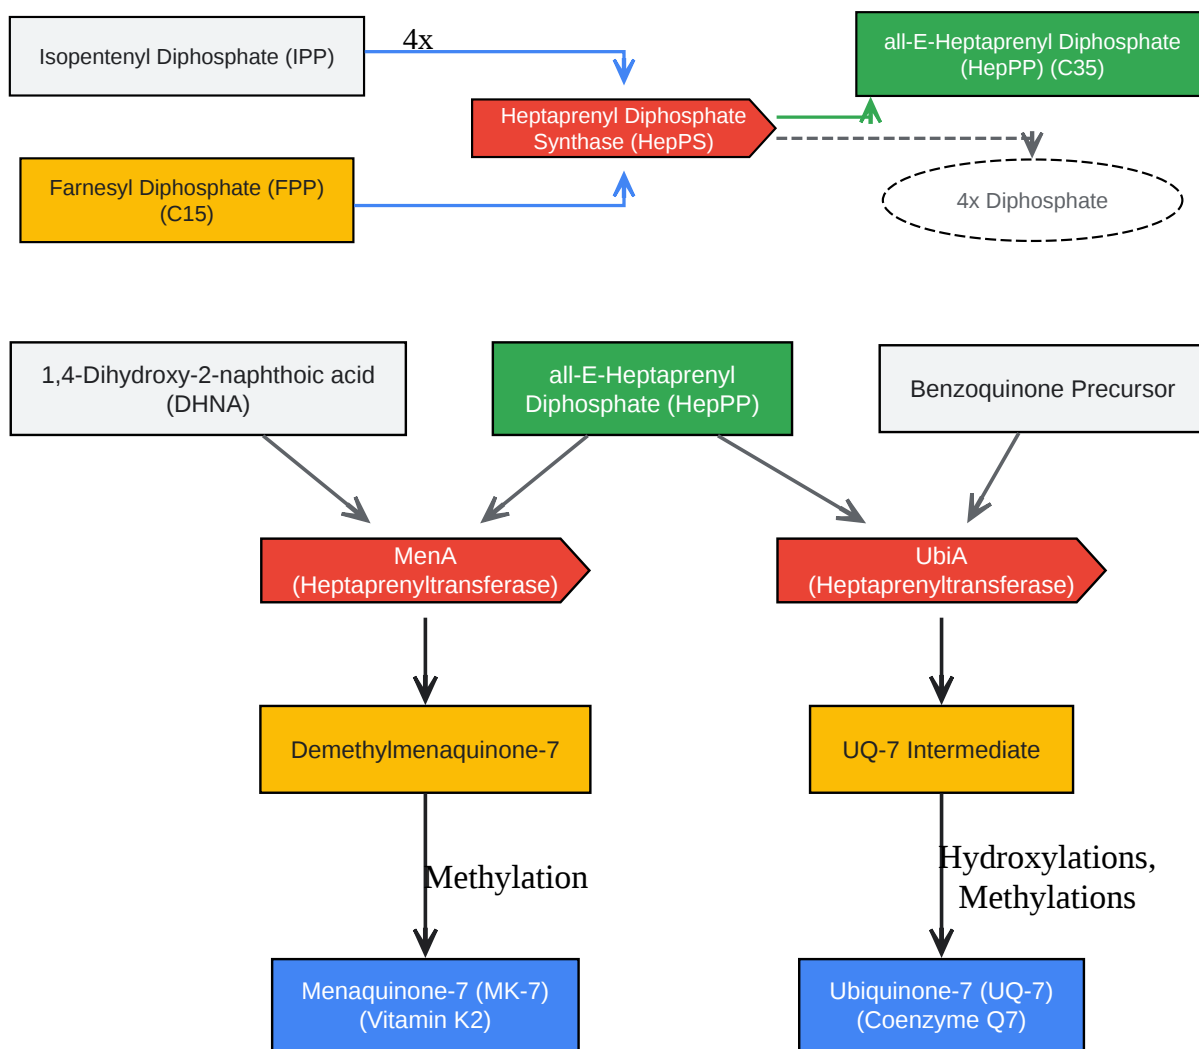 Isopentenyl Diphosphate (IPP)
4x
all-E-Heptaprenyl Diphosphate
(HepPP) (C35)
Heptaprenyl Diphosphate
Synthase (HepPS)
Farnesyl Diphosphate (FPP)
(C15)
4x Diphosphate
1,4-Dihydroxy-2-naphthoic acid
(DHNA)
all-E-Heptaprenyl
Diphosphate (HepPP)
Benzoquinone Precursor
MenA
(Heptaprenyltransferase)
UbiA
(Heptaprenyltransferase)
Demethylmenaquinone-7
UQ-7 Intermediate
Methylation
Hydroxylations,
Methylations
Menaquinone-7 (MK-7)
(Vitamin K2)
Ubiquinone-7 (UQ-7)
(Coenzyme Q7)